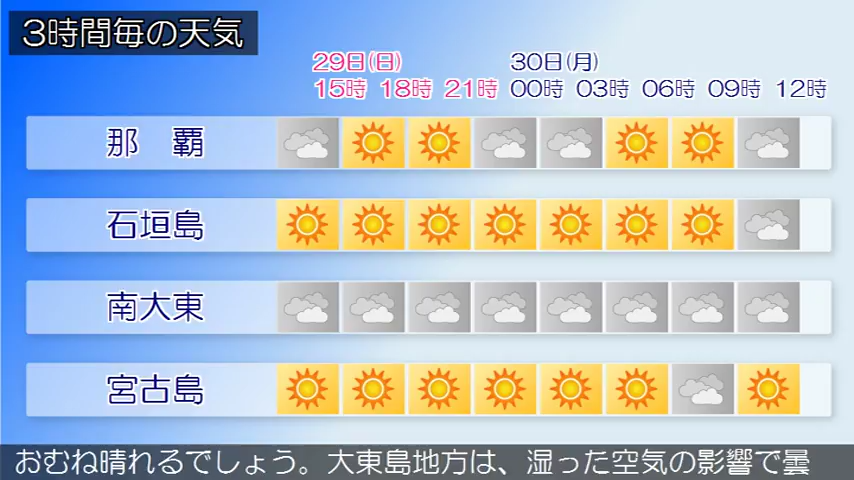 3時間毎の天気
29日(日) 30日(月)
15時 18時 21時 00時 03時 06時 09時 12時
那　覇
石垣島
南大東
宮古島
おむね晴れるでしょう。大東島地方は、湿った空気の影響で曇